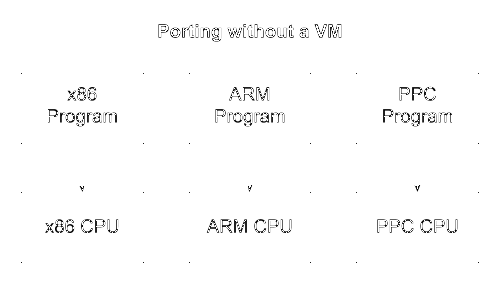 Porting without a VM
x86
Program
ARM
Program
PPC
Program
x86 CPU
ARM CPU
PPC CPU